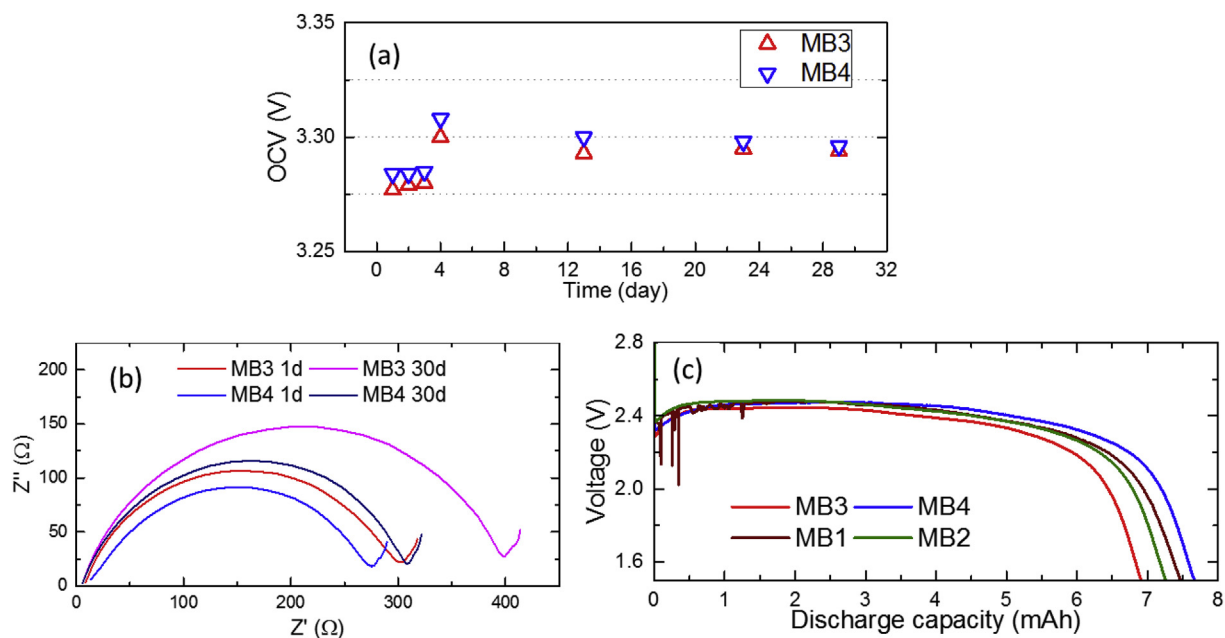 (a)
MB3
MB4
OCV (V)
3.35
3.30
3.25
0 4 8 12 16 20 24 28 32
Time (day)
(b)
MB3 1d MB3 30d
MB4 1d MB4 30d
Z'' (Ω)
200
150
100
50
0
0 100 200 300 400
Z' (Ω)
(c)
Voltage (V)
2.8
2.4
2.0
1.6
MB3 MB4
MB1 MB2
0 1 2 3 4 5 6 7 8
Discharge capacity (mAh)